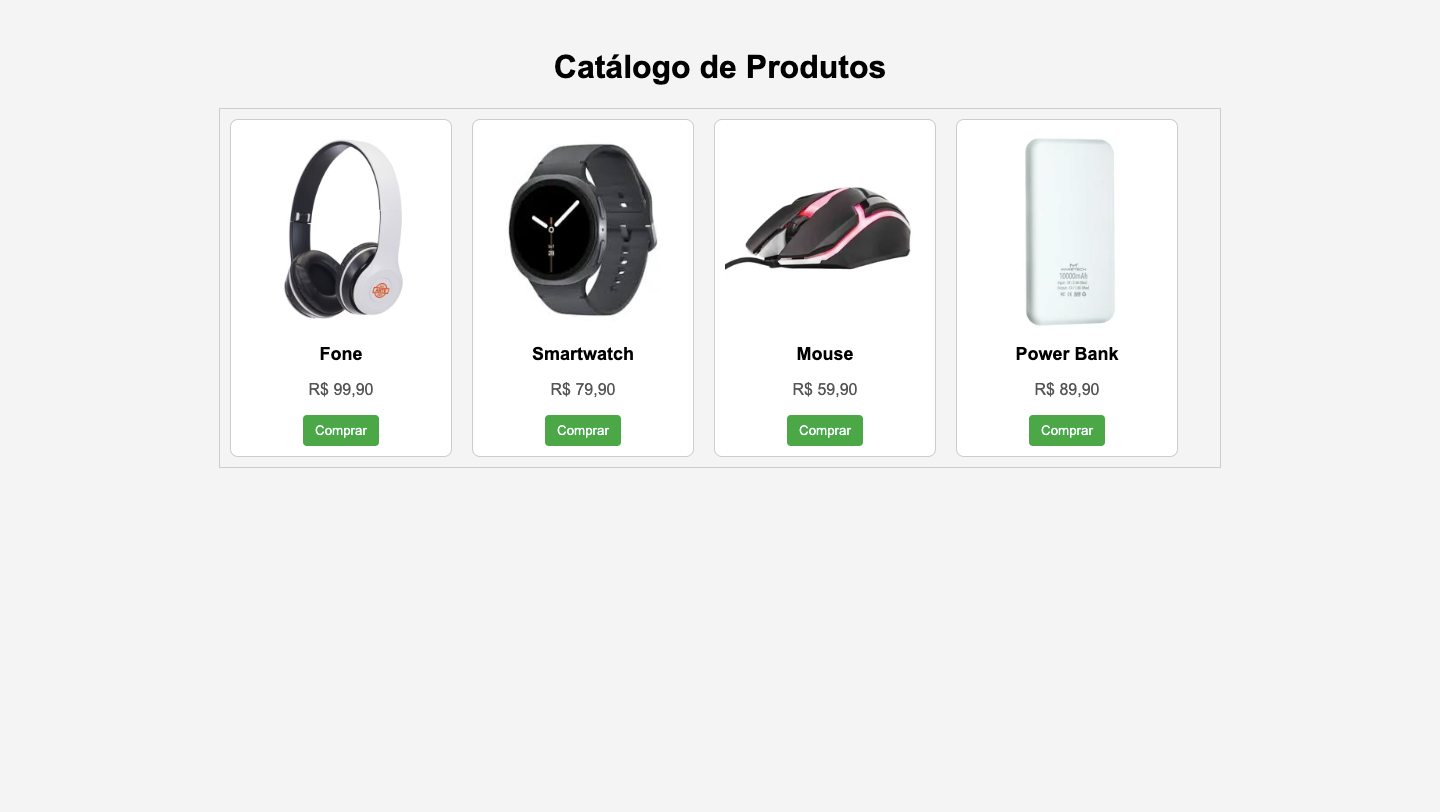 Catálogo de Produtos
Fone
R$ 99,90
Comprar
Smartwatch
R$ 79,90
Comprar
Mouse
R$ 59,90
Comprar
10000mAh
Power Bank
R$ 89,90
Comprar